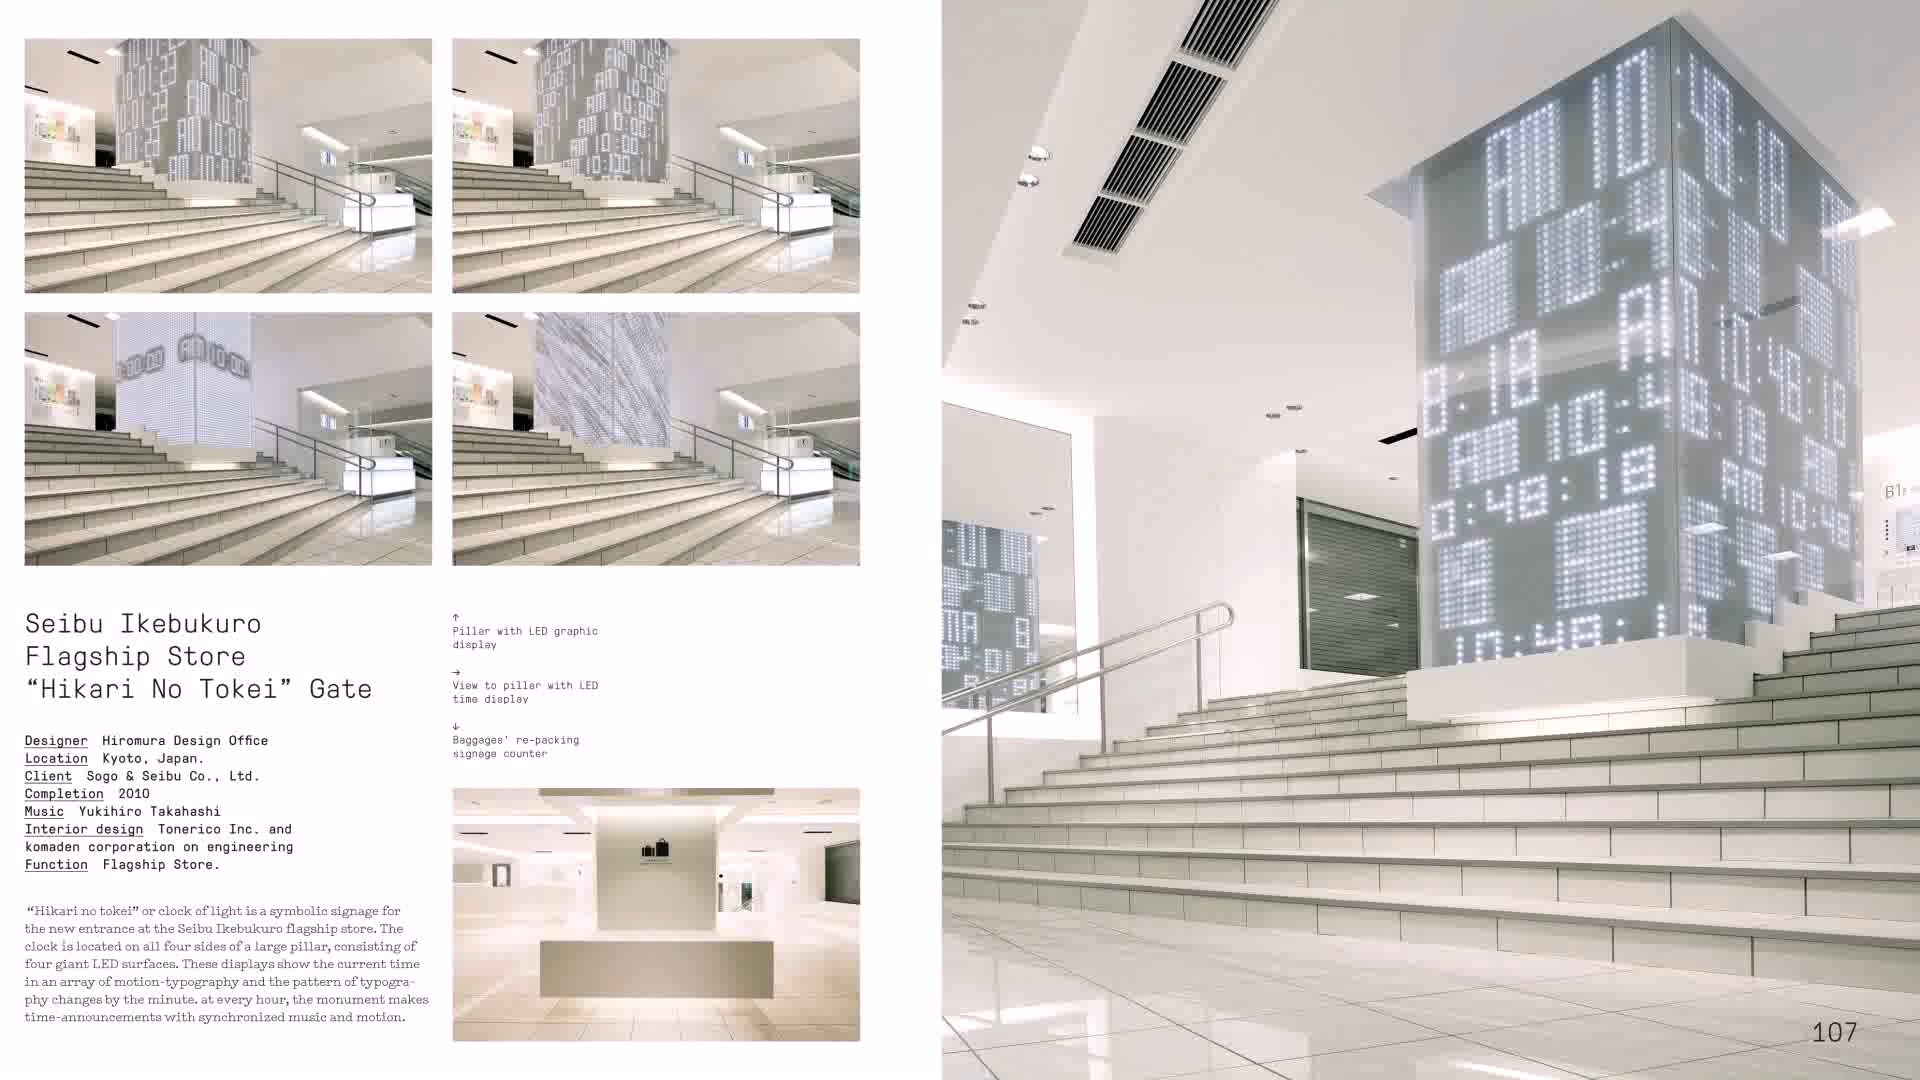 Seibu Ikebukuro
Flagship Store
“Hikari No Tokei” Gate
Designer Hiromura Design Office
Location Kyoto, Japan.
Client Sogo & Seibu Co., Ltd.
Completion 2010
Music Yukihiro Takahashi
Interior design Tonerico Inc. and
komaden corporation on engineering
Function Flagship Store.
“Hikari no tokei” or clock of light is a symbolic signage for
the new entrance at the Seibu Ikebukuro flagship store. The
clock is located on all four sides of a large pillar, consisting of
four giant LED surfaces. These displays show the current time
in an array of motion-typography and the pattern of typogra-
phy changes by the minute. at every hour, the monument makes
time-announcements with synchronized music and motion.
↑
Pillar with LED graphic
display
→
View to pillar with LED
time display
↓
Baggages' re-packing
signage counter
AM 10:00
AM 10
0:48:18
AM 10:48
B1F
107